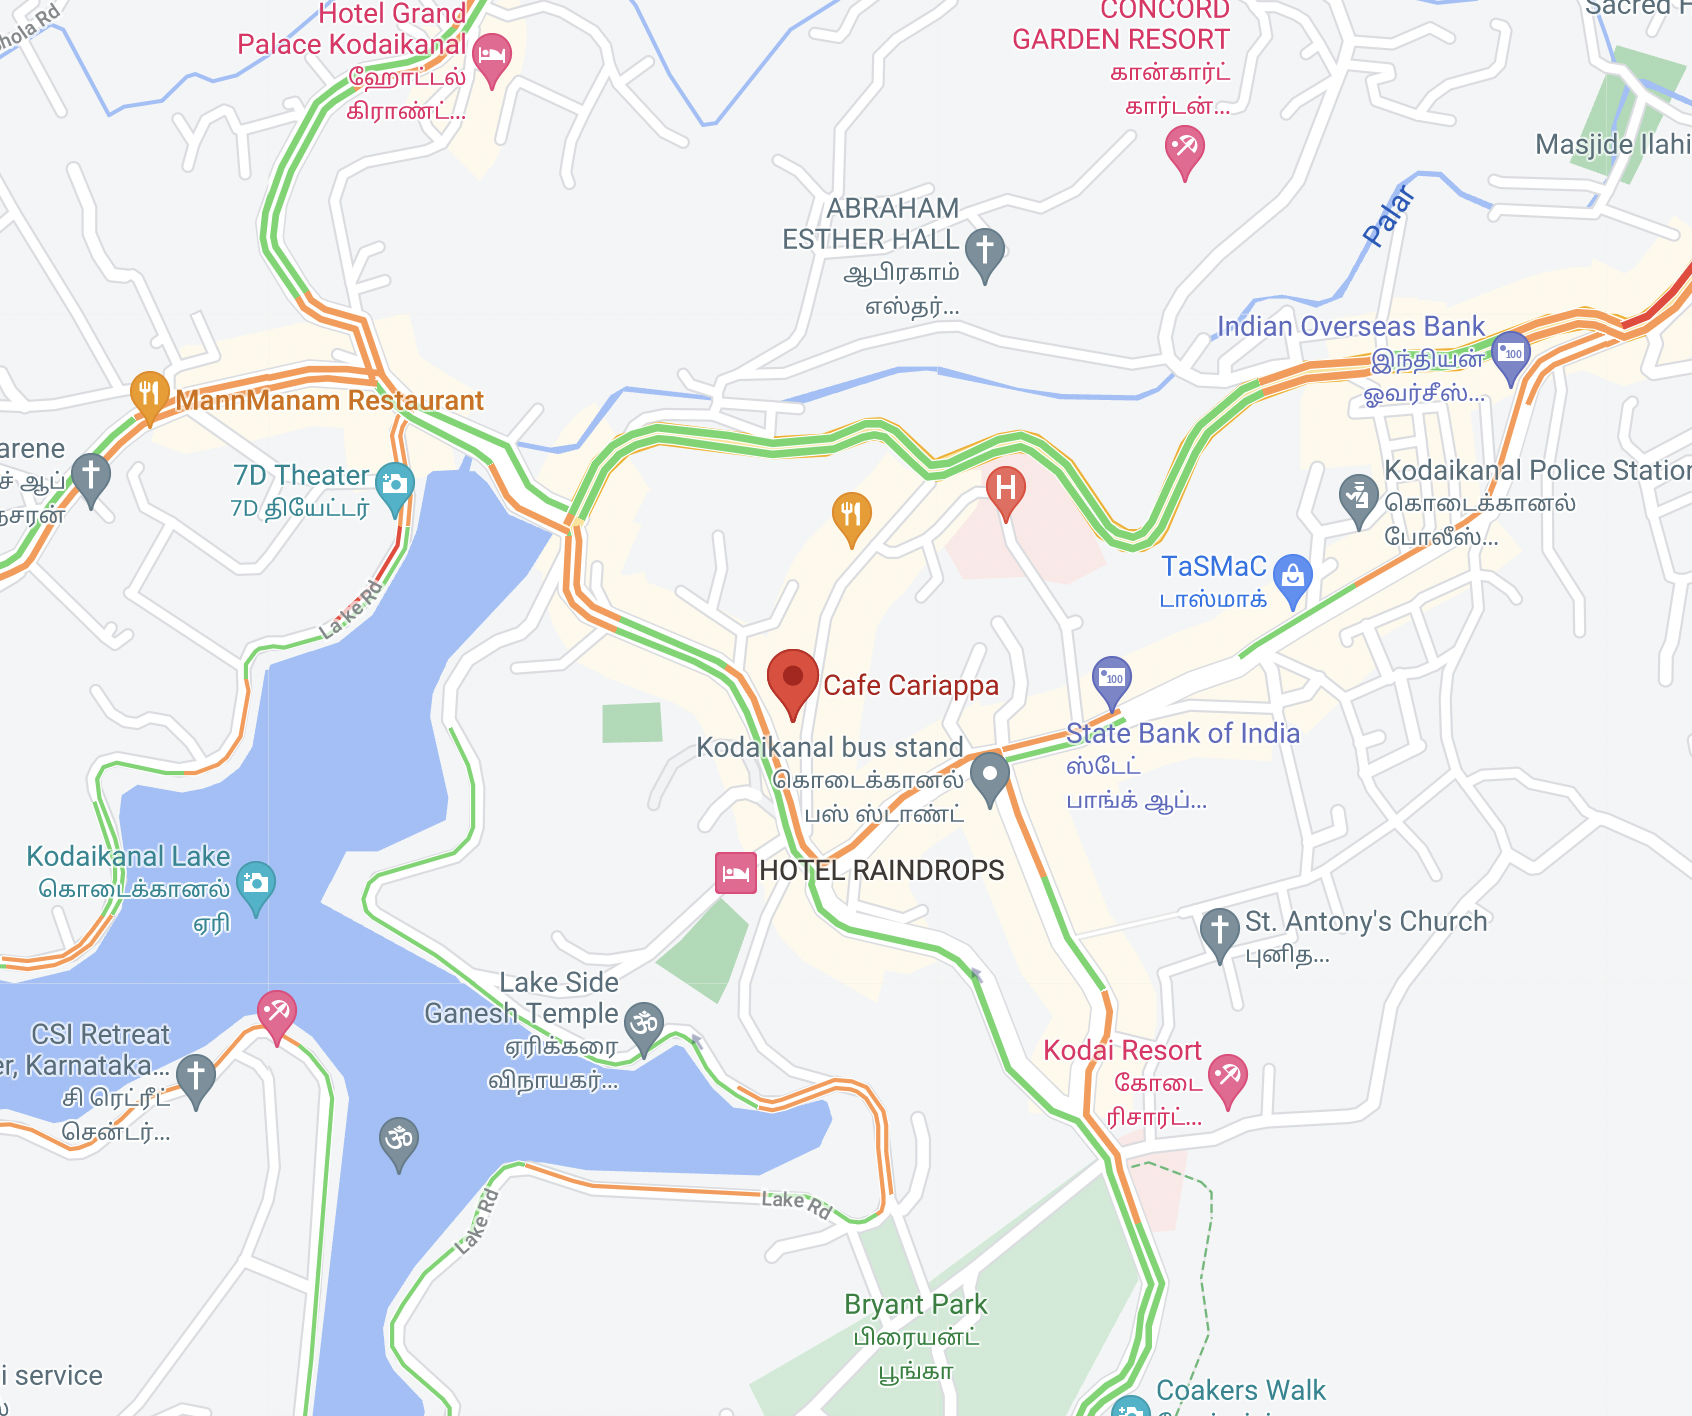 Hotel Grand
Palace Kodaikanal
ஹோட்டல்
கிராண்ட்...
CONCORD
GARDEN RESORT
கான்கார்ட்
கார்டன்...
Masjide Ilahi
Palar
ABRAHAM
ESTHER HALL
ஆபிரகாம்
எஸ்தர்...
Indian Overseas Bank
இந்தியன்
ஓவர்சீஸ்...
100
MannManam Restaurant
7D Theater
7D தியேட்டர்
H
Kodaikanal Police Station
கொடைக்கானல்
போலீஸ்...
TaSMaC
டாஸ்மாக்
Lake Rd
Cafe Cariappa
100
State Bank of India
ஸ்டேட்
பாங்க் ஆப்...
Kodaikanal bus stand
கொடைக்கானல்
பஸ் ஸ்டாண்ட்
Kodaikanal Lake
கொடைக்கானல்
ஏரி
HOTEL RAINDROPS
St. Antony's Church
புனித...
Lake Side
Ganesh Temple
ஏரிக்கரை
விநாயகர்...
ॐ
CSI Retreat
er, Karnataka...
சி ரெட்ரீட்
சென்டர்...
ॐ
Kodai Resort
கோடை
ரிசார்ட்...
Lake Rd
Lake Rd
Bryant Park
பிரையன்ட்
பூங்கா
i service
Coakers Walk